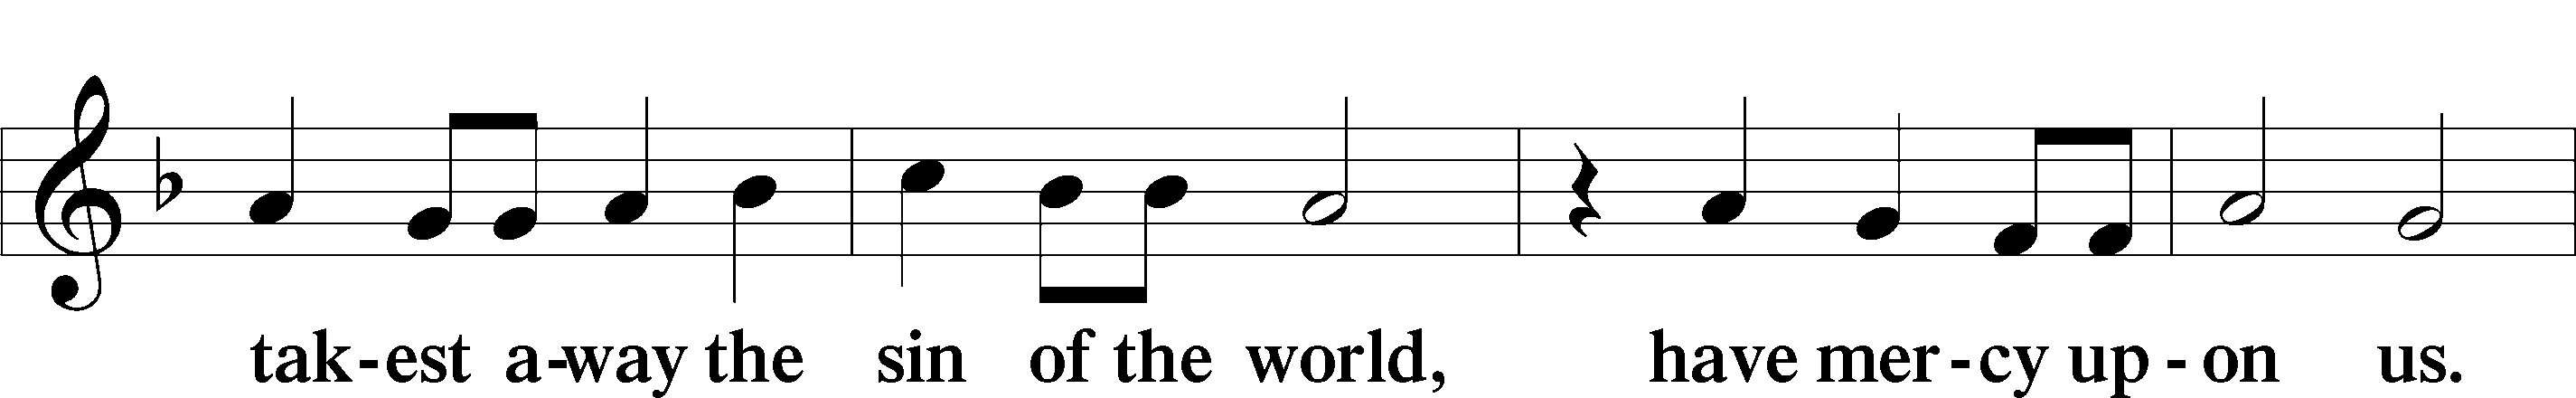 tak-est a-way the sin of the world, have mer-cy up-on us.